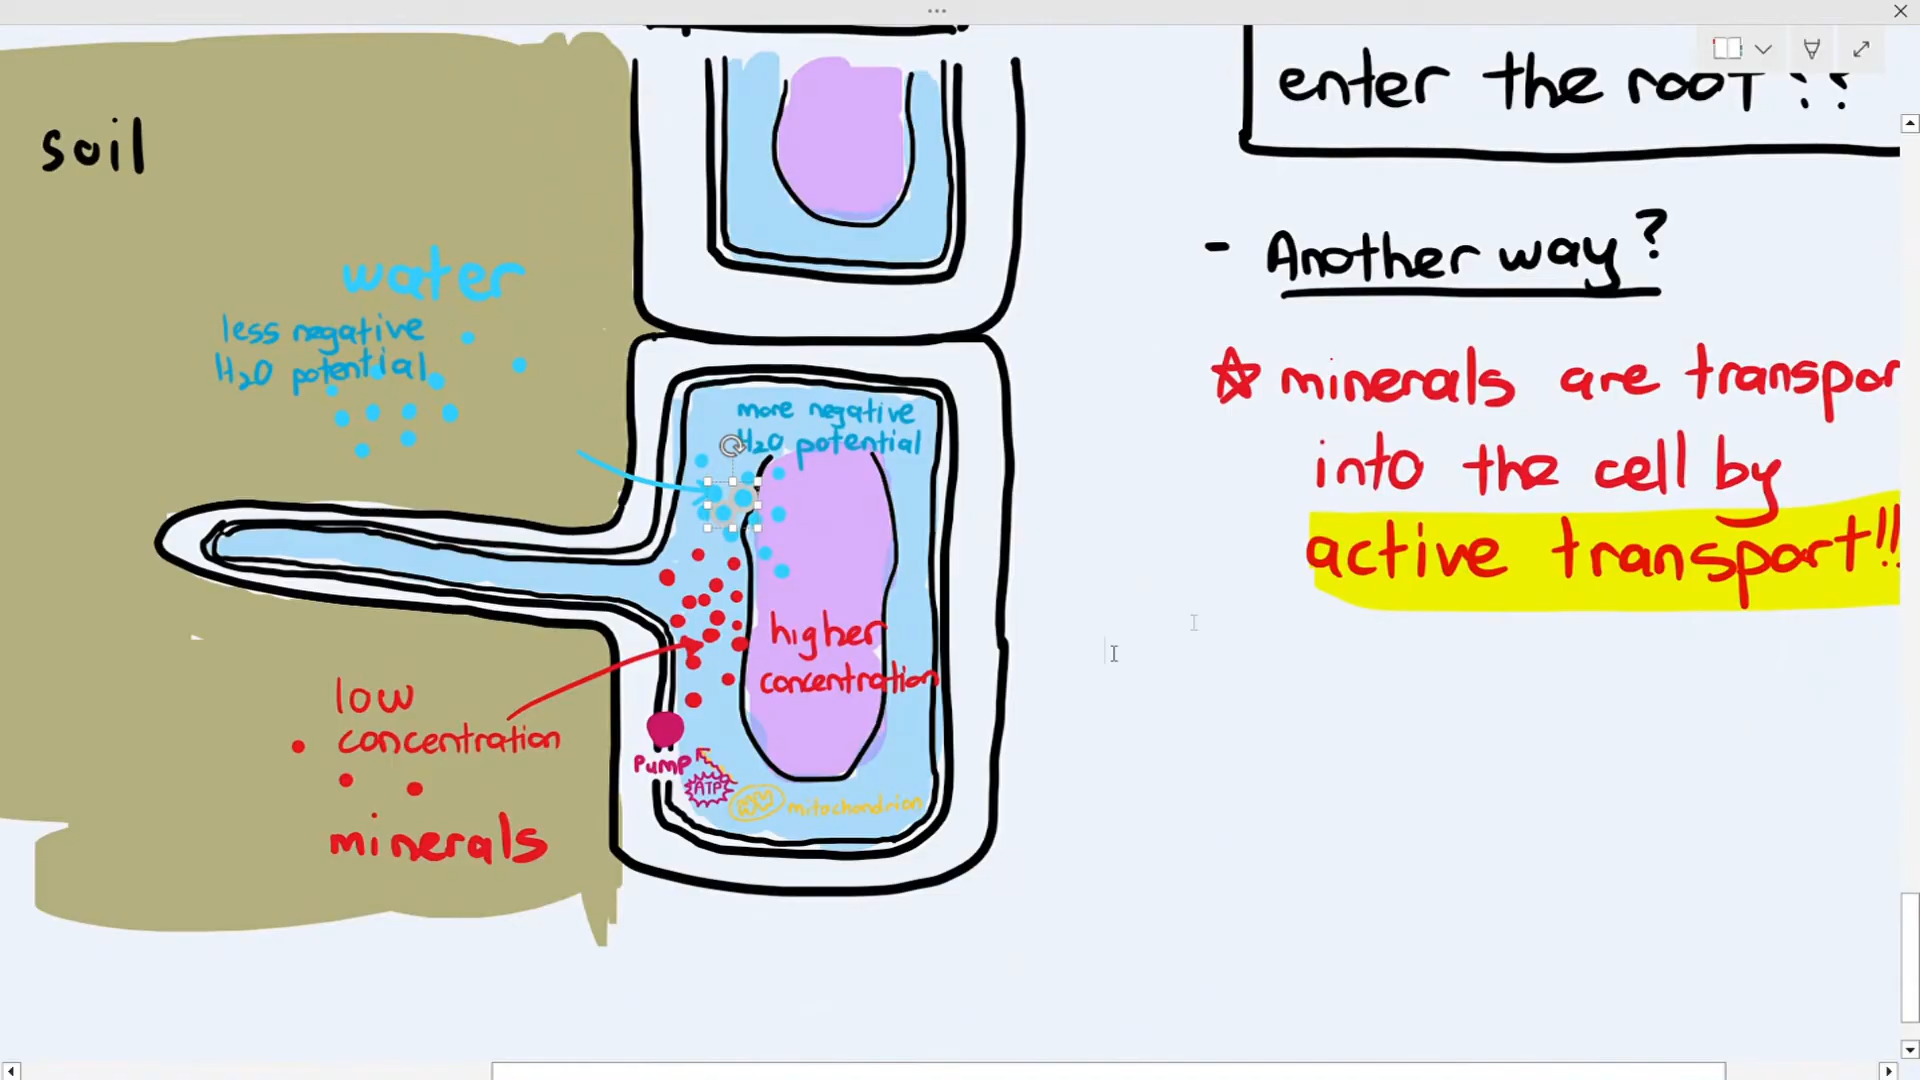 soil
water
less negative
H2O potential
more negative
H2O potential
higher
concentration
low
concentration
minerals
Pump
ATP
mitochondrion
enter the root??
- Another way?
☆ minerals are transpor
into the cell by
active transport!!